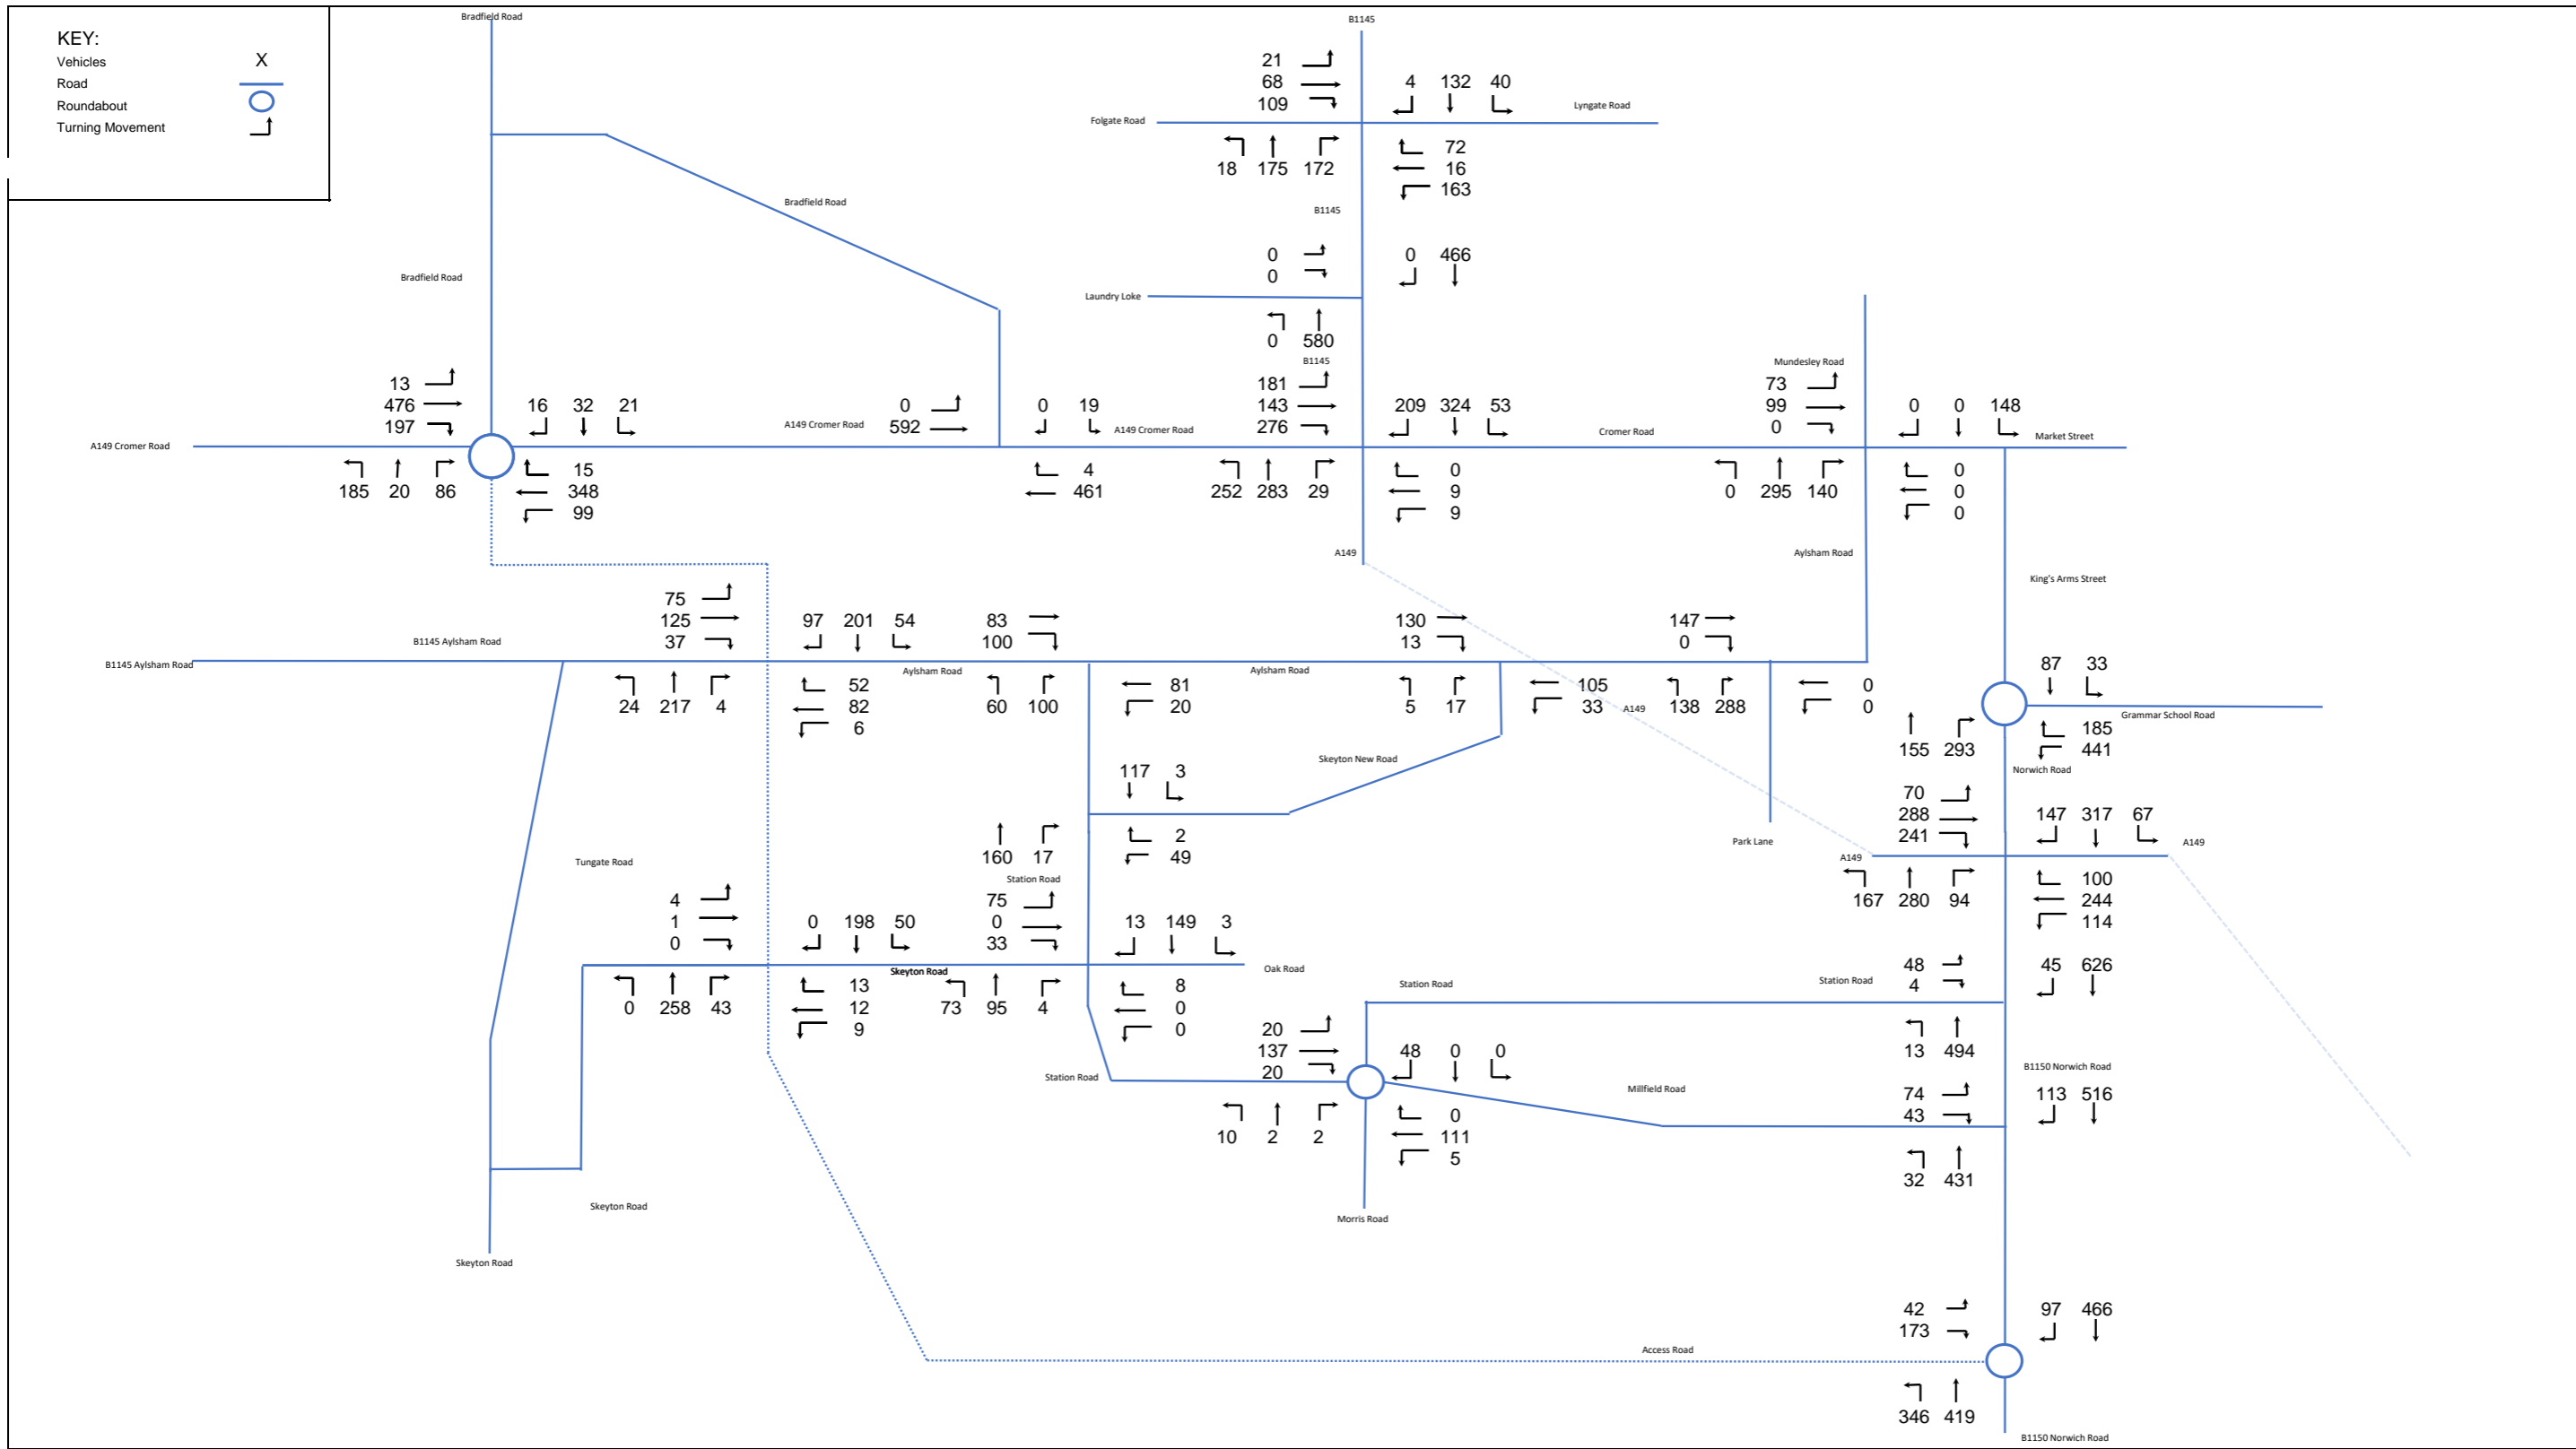 Bradfield Road
B1145
KEY:
Vehicles X
Road
Roundabout
Turning Movement
21
68
109
4 132 40
Folgate Road
Lyngate Road
18 175 172
72
16
163
B1145
Bradfield Road
Bradfield Road
0
0
0 466
Laundry Loke
0 580
B1145
Mundesley Road
13
476
197
16 32 21
A149 Cromer Road
0
592
0 19
A149 Cromer Road
181
143
276
209 324 53
Cromer Road
73
99
0
0 0 148
Market Street
A149 Cromer Road
185 20 86
15
348
99
4
461
252 283 29
0
9
9
0 295 140
0
0
0
A149
Aylsham Road
King's Arms Street
75
125
37
97 201 54
83
100
130
13
147
0
B1145 Aylsham Road
B1145 Aylsham Road
Aylsham Road
Aylsham Road
24 217 4
52
82
6
60 100
81
20
5 17
105
33
A149
138 288
0
0
87 33
Grammar School Road
155 293
185
441
Norwich Road
Skeyton New Road
117 3
2
49
160 17
Station Road
Park Lane
70
288
241
147 317 67
A149
A149
167 280 94
100
244
114
Tungate Road
4
1
0
0 198 50
75
0
33
13 149 3
Skeyton Road
Oak Road
0 258 43
13
12
9
73 95 4
8
0
0
Station Road
Station Road
48
4
45 626
13 494
20
137
20
48 0 0
Station Road
Millfield Road
10 2 2
0
111
5
B1150 Norwich Road
74
43
113 516
32 431
Morris Road
Skeyton Road
Skeyton Road
42
173
97 466
Access Road
346 419
B1150 Norwich Road